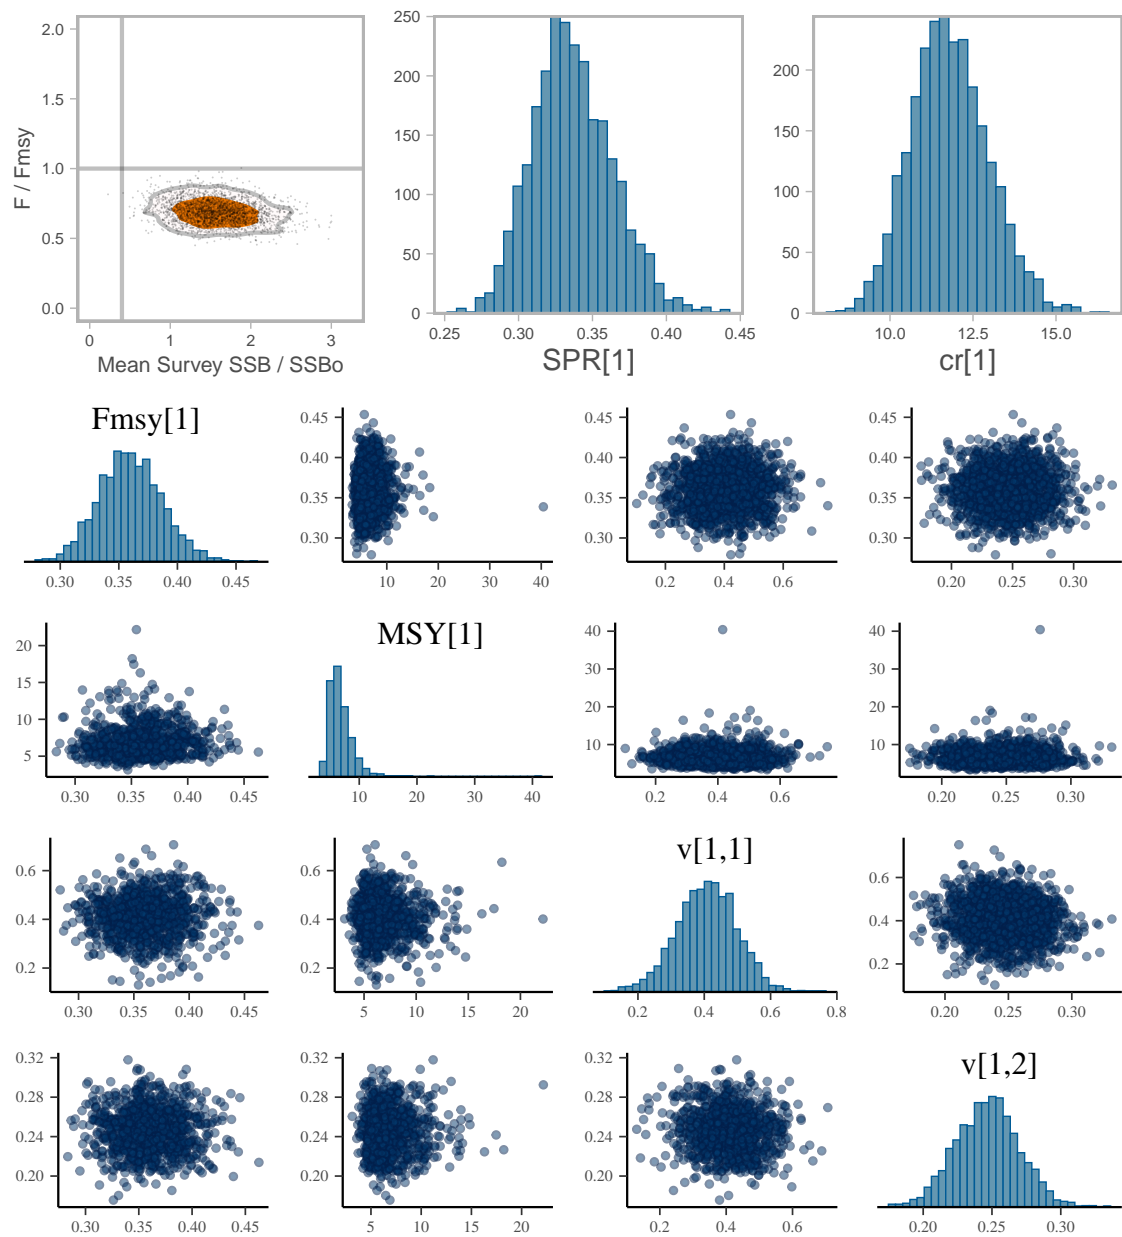 2.0
1.5
1.0
0.5
0.0
F / Fmsy
0 1 2 3
Mean Survey SSB / SSBo
250
200
150
100
50
0
0.25 0.30 0.35 0.40 0.45
SPR[1]
200
150
100
50
0
10.0 12.5 15.0
cr[1]
Fmsy[1]
0.30 0.35 0.40 0.45
0.45
0.40
0.35
0.30
10 20 30 40
0.45
0.40
0.35
0.30
0.2 0.4 0.6
0.45
0.40
0.35
0.30
0.20 0.25 0.30
20
15
10
5
0.30 0.35 0.40 0.45
MSY[1]
10 20 30 40
40
30
20
10
0.2 0.4 0.6
40
30
20
10
0.20 0.25 0.30
0.6
0.4
0.2
0.30 0.35 0.40 0.45
0.6
0.4
0.2
5 10 15 20
v[1,1]
0.2 0.4 0.6 0.8
0.6
0.4
0.2
0.20 0.25 0.30
0.32
0.28
0.24
0.20
0.30 0.35 0.40 0.45
0.32
0.28
0.24
0.20
5 10 15 20
0.32
0.28
0.24
0.20
0.2 0.4 0.6
v[1,2]
0.20 0.25 0.30